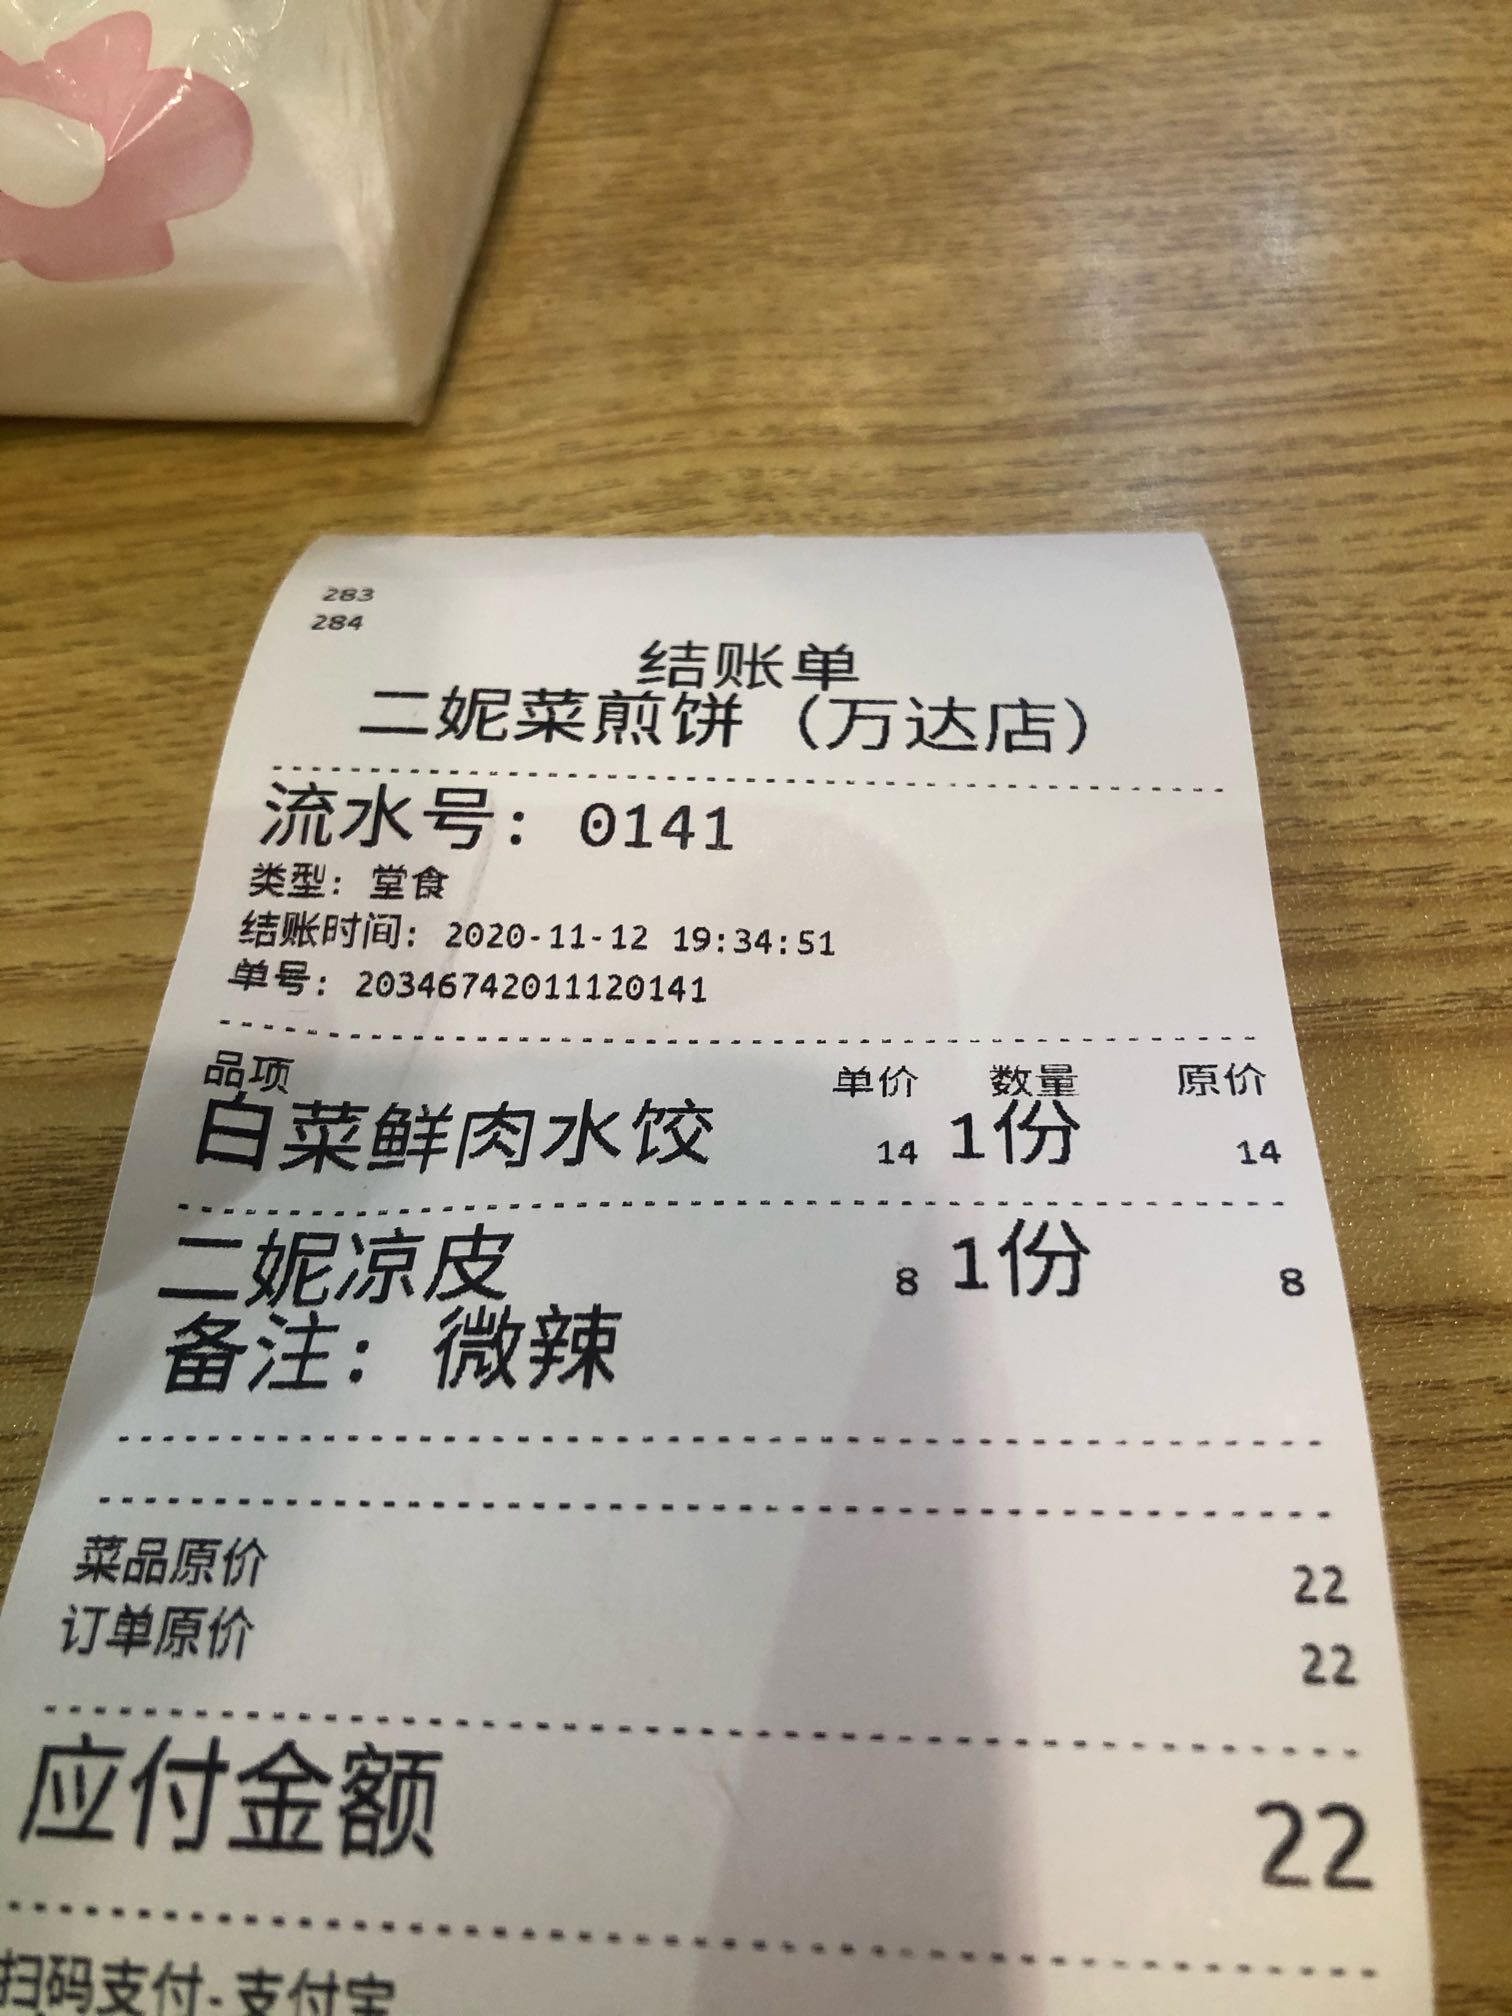 283
284
结账单
二妮菜煎饼（万达店）
流水号：0141
类型：堂食
结账时间：2020-11-12 19:34:51
单号：20346742011120141
品项 单价 数量 原价
白菜鲜肉水饺 14 1份 14
二妮凉皮 8 1份 8
备注：微辣
菜品原价 22
订单原价 22
应付金额 22
扫码支付-支付宝